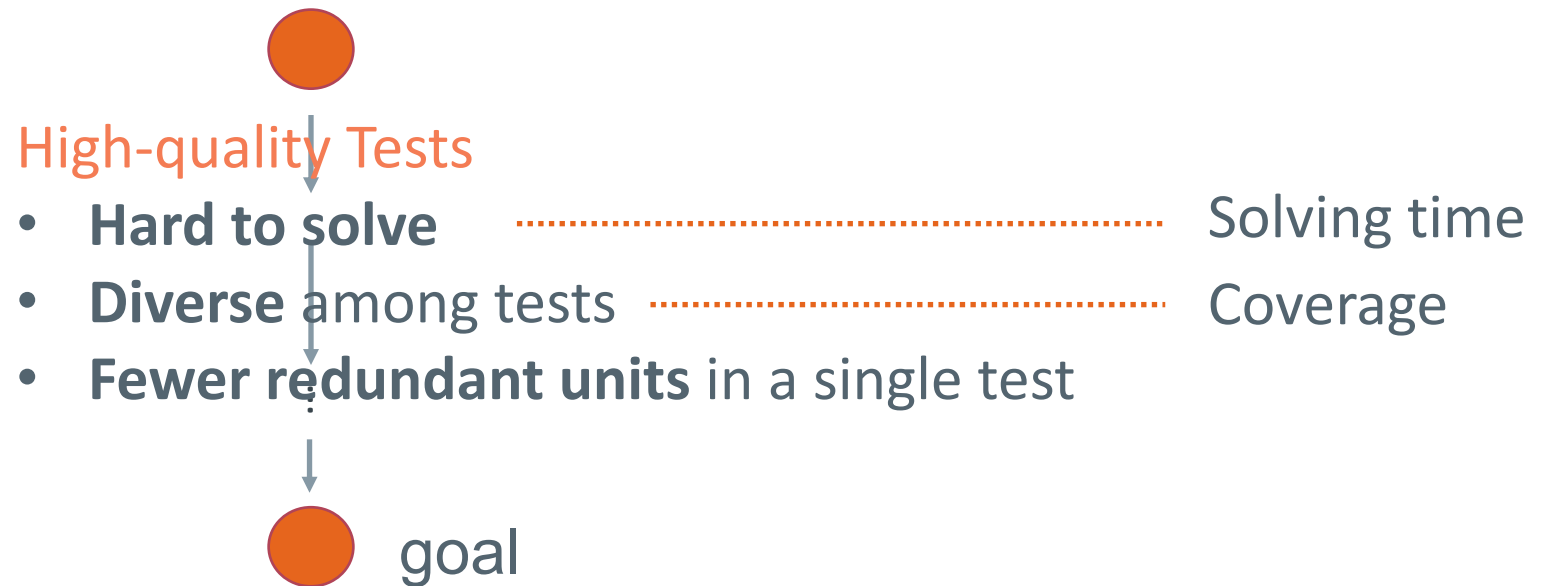 High-quality Tests
• Hard to solve Solving time
• Diverse among tests Coverage
• Fewer redundant units in a single test
goal